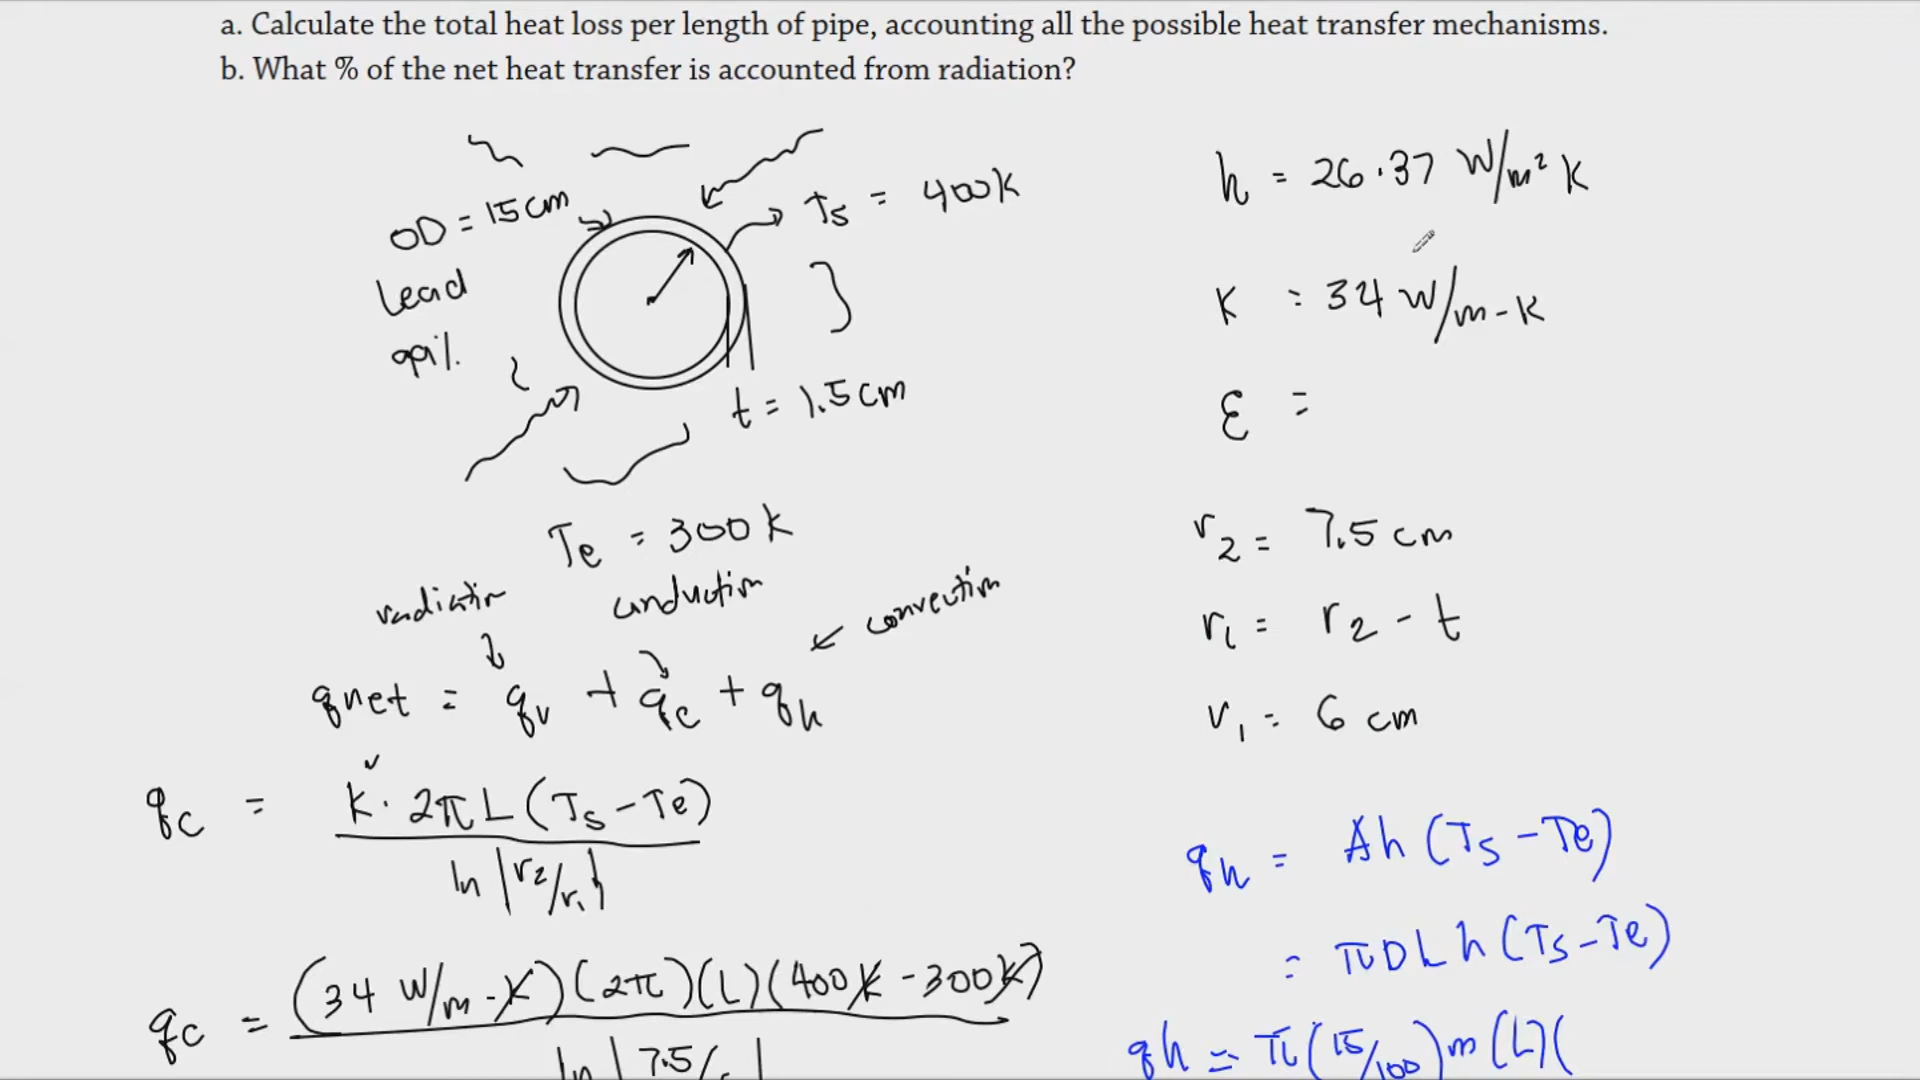 a. Calculate the total heat loss per length of pipe, accounting all the possible heat transfer mechanisms.
b. What % of the net heat transfer is accounted from radiation?
OD = 15 cm
Lead
Ts = 400K
t = 1.5 cm
Te = 300 K
radiation
conduction
convection
qnet = qr + qc + qh
qc = K · 2π L (Ts - Te)
ln |r2/r1|
qc = (34 W/m-K)(2π)(L)(400K - 300K)
ln | 7.5/
h = 26.37 W/m² K
K = 34 W/m-K
ε =
r2 = 7.5 cm
r1 = r2 - t
r1 = 6 cm
qh = Ah (Ts - Te)
= π D L h (Ts - Te)
qh = π (15/100) m (L) (